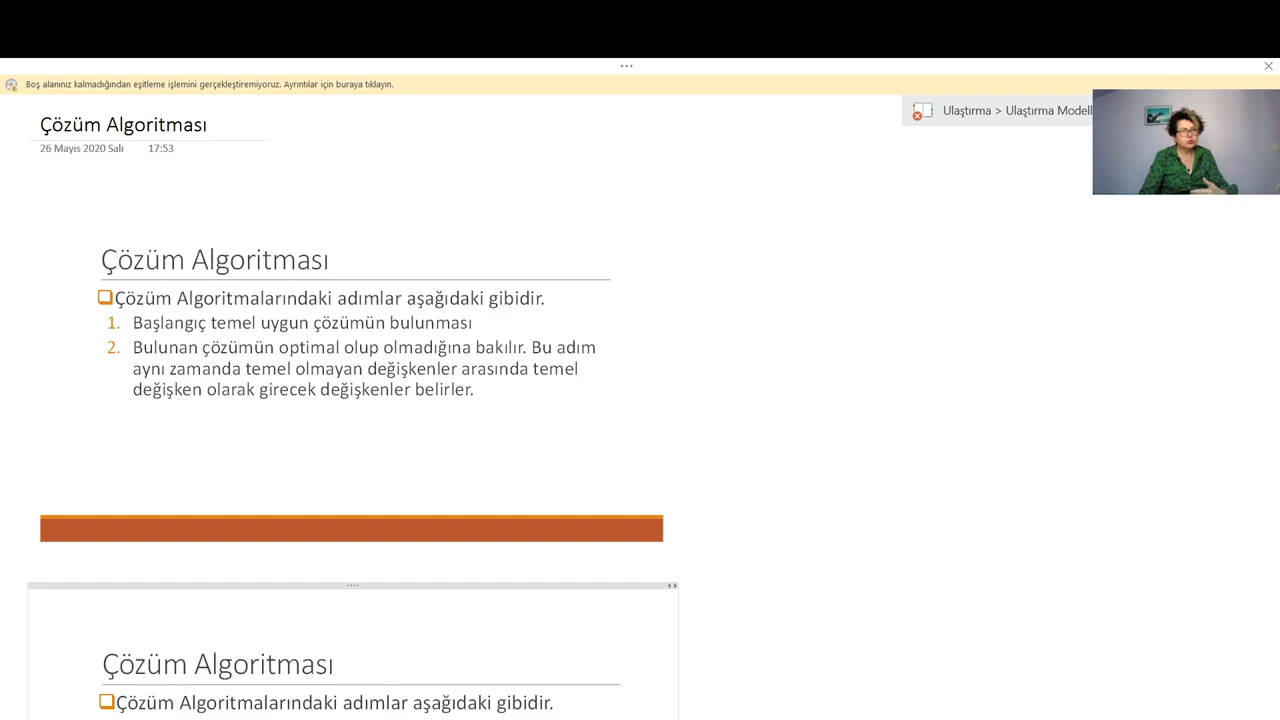 Boş alanınız kalmadığından eşitleme işlemini gerçekleştiremiyoruz. Ayrıntılar için buraya tıklayın.
Ulaştırma > Ulaştırma Modell
Çözüm Algoritması
26 Mayıs 2020 Salı 17:53
Çözüm Algoritması
Çözüm Algoritmalarındaki adımlar aşağıdaki gibidir.
1. Başlangıç temel uygun çözümün bulunması
2. Bulunan çözümün optimal olup olmadığına bakılır. Bu adım
aynı zamanda temel olmayan değişkenler arasında temel
değişken olarak girecek değişkenler belirler.
Çözüm Algoritması
Çözüm Algoritmalarındaki adımlar aşağıdaki gibidir.